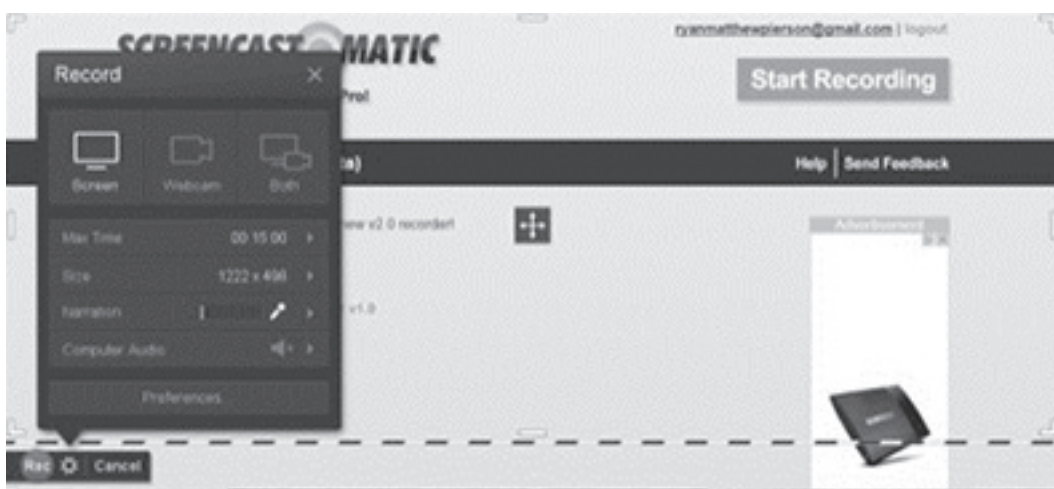 SCREENCAST MATIC
ryanmatthewpierson@gmail.com | logout
Start Recording
Record
Pro!
Screen
Webcam
Both
Help | Send Feedback
Max Time 00:15:00
new v2.0 recorder!
Advertisement
Size 1222 x 498
Narration
v1.0
Computer Audio
Preferences
Rec Cancel